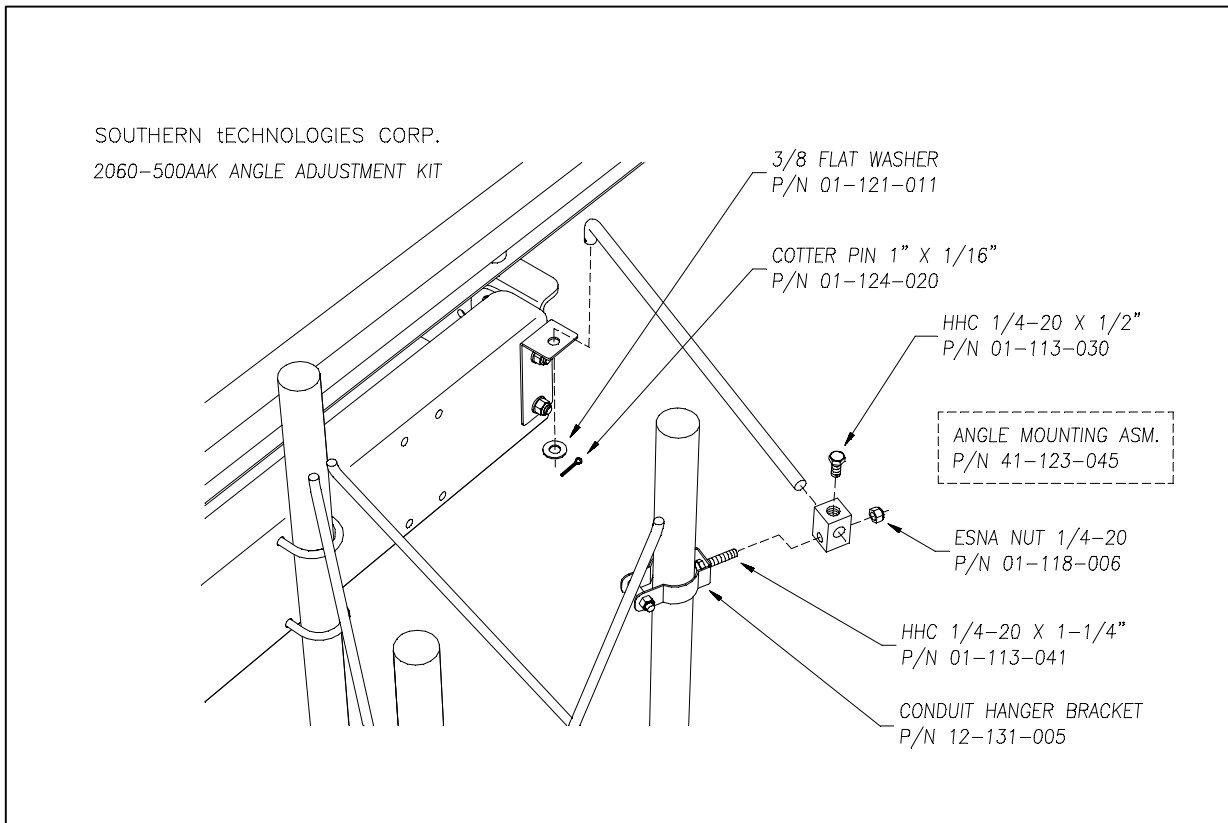 SOUTHERN tECHNOLOGIES CORP.
2060-500AAK ANGLE ADJUSTMENT KIT
3/8 FLAT WASHER
P/N 01-121-011
COTTER PIN 1" X 1/16"
P/N 01-124-020
HHC 1/4-20 X 1/2"
P/N 01-113-030
ANGLE MOUNTING ASM.
P/N 41-123-045
ESNA NUT 1/4-20
P/N 01-118-006
HHC 1/4-20 X 1-1/4"
P/N 01-113-041
CONDUIT HANGER BRACKET
P/N 12-131-005